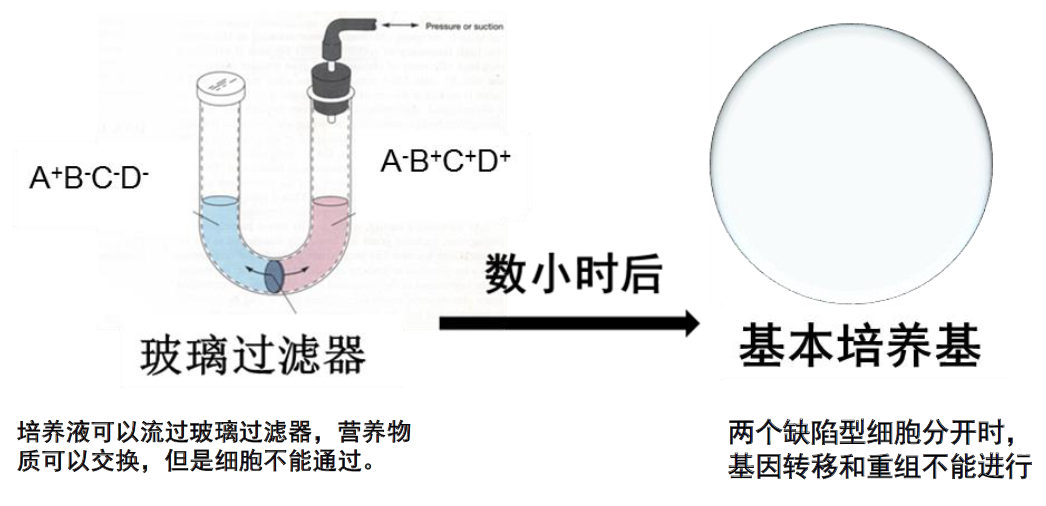 Pressure or suction
A⁺B⁻C⁻D⁻
A⁻B⁺C⁺D⁺
数小时后
玻璃过滤器
基本培养基
培养液可以流过玻璃过滤器，营养物
质可以交换，但是细胞不能通过。
两个缺陷型细胞分开时，
基因转移和重组不能进行